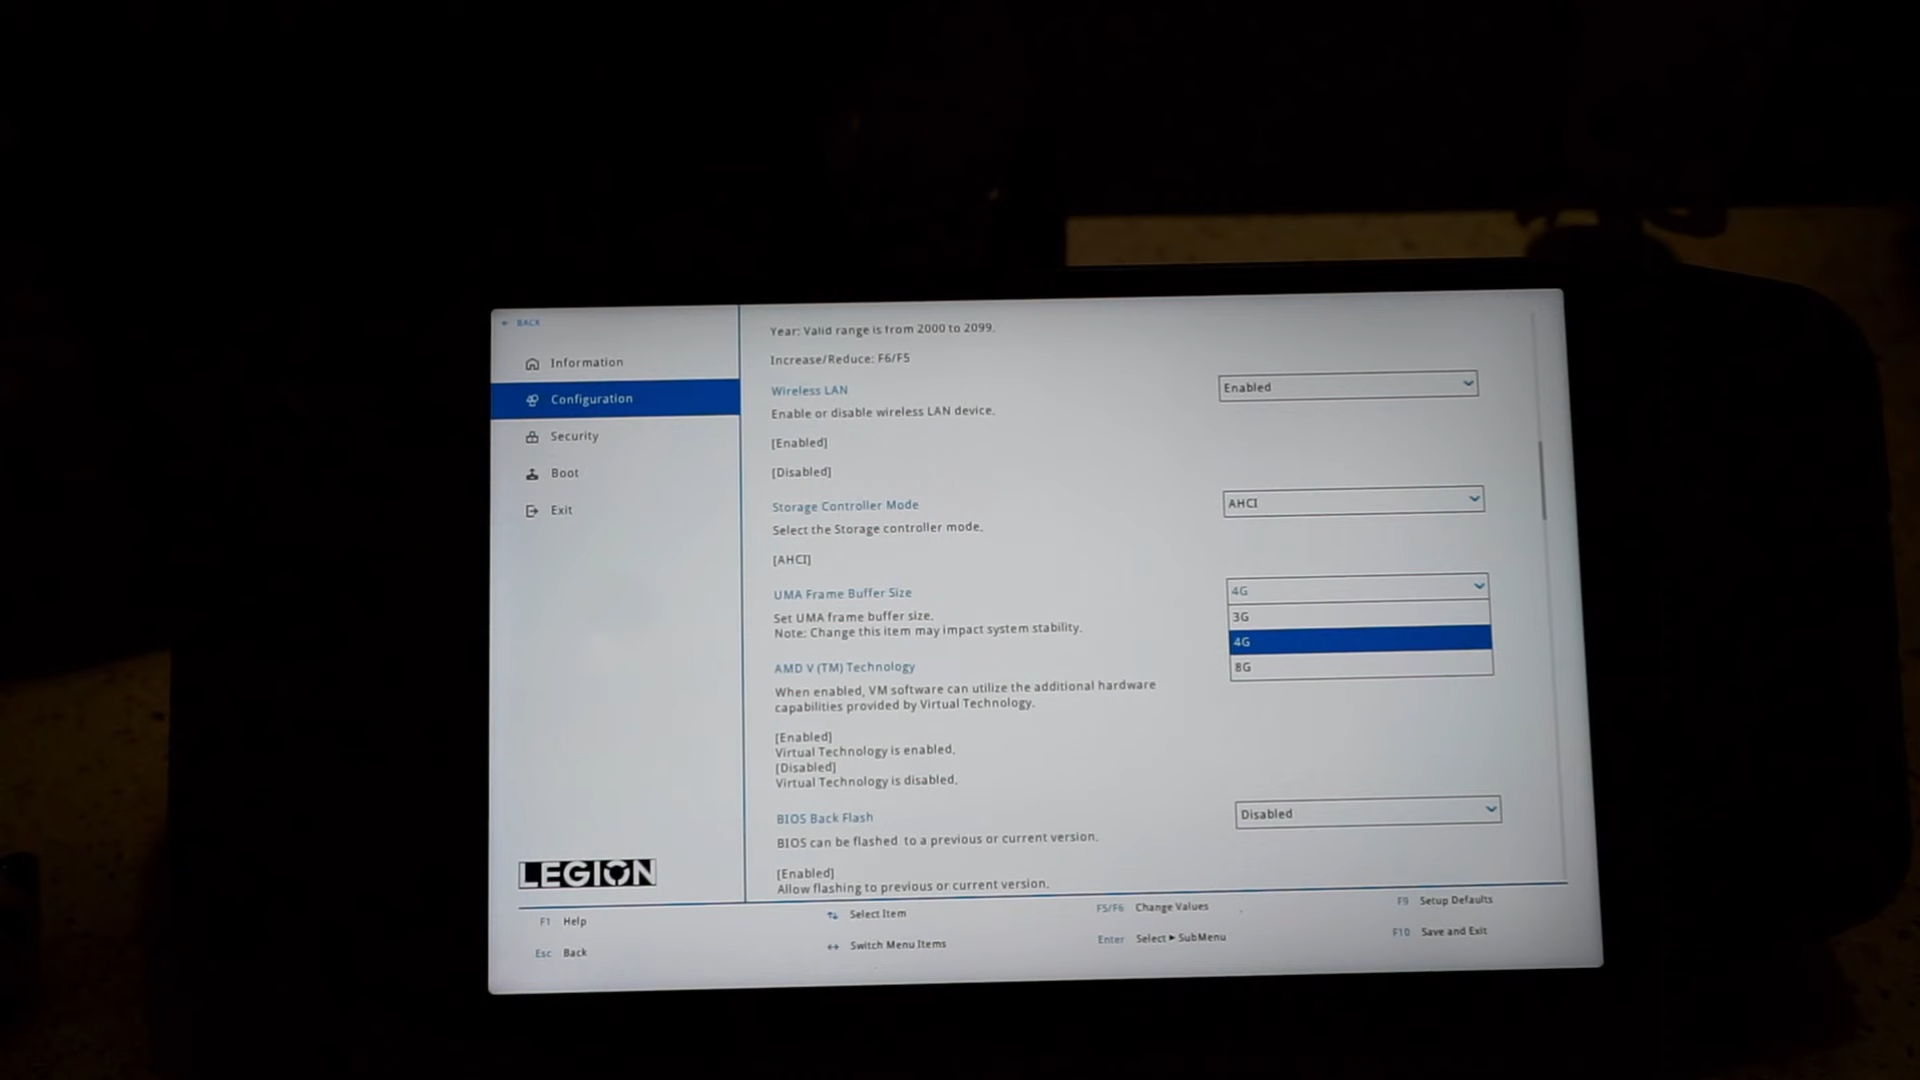 BACK
Information
Configuration
Security
Boot
Exit
LEGION
Year: Valid range is from 2000 to 2099.
Increase/Reduce: F6/F5
Wireless LAN
Enabled
Enable or disable wireless LAN device.
[Enabled]
[Disabled]
Storage Controller Mode
AHCI
Select the Storage controller mode.
[AHCI]
UMA Frame Buffer Size
4G
Set UMA frame buffer size.
3G
Note: Change this item may impact system stability.
4G
8G
AMD V (TM) Technology
When enabled, VM software can utilize the additional hardware
capabilities provided by Virtual Technology.
[Enabled]
Virtual Technology is enabled.
[Disabled]
Virtual Technology is disabled.
BIOS Back Flash
Disabled
BIOS can be flashed to a previous or current version.
[Enabled]
Allow flashing to previous or current version.
F1 Help
Select Item
F5/F6 Change Values
F9 Setup Defaults
Esc Back
Switch Menu Items
Enter Select ▸ SubMenu
F10 Save and Exit